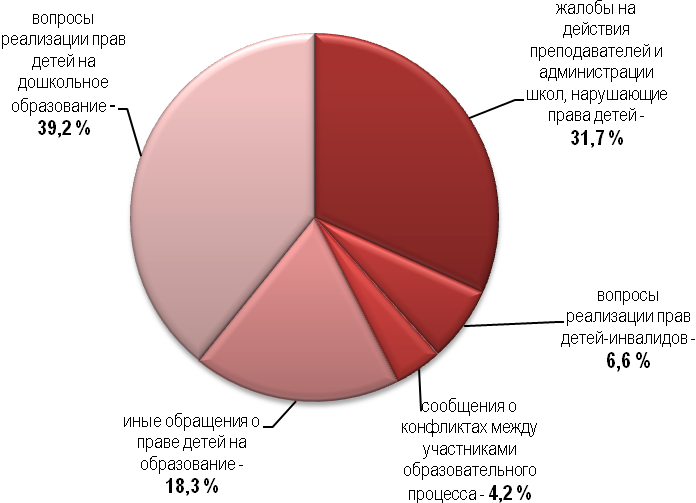 вопросы
реализации прав
детей на
дошкольное
образование -
39,2 %
жалобы на
действия
преподавателей и
администрации
школ, нарушающие
права детей -
31,7 %
вопросы
реализации прав
детей-инвалидов -
6,6 %
сообщения о
конфликтах между
участниками
образовательного
процесса - 4,2 %
иные обращения о
праве детей на
образование -
18,3 %